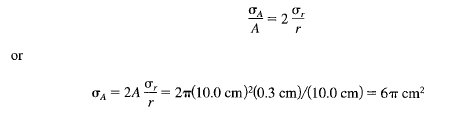 σ_A/A = 2 σ_r/r
or
σ_A = 2A σ_r/r = 2π(10.0 cm)²(0.3 cm)/(10.0 cm) = 6π cm²